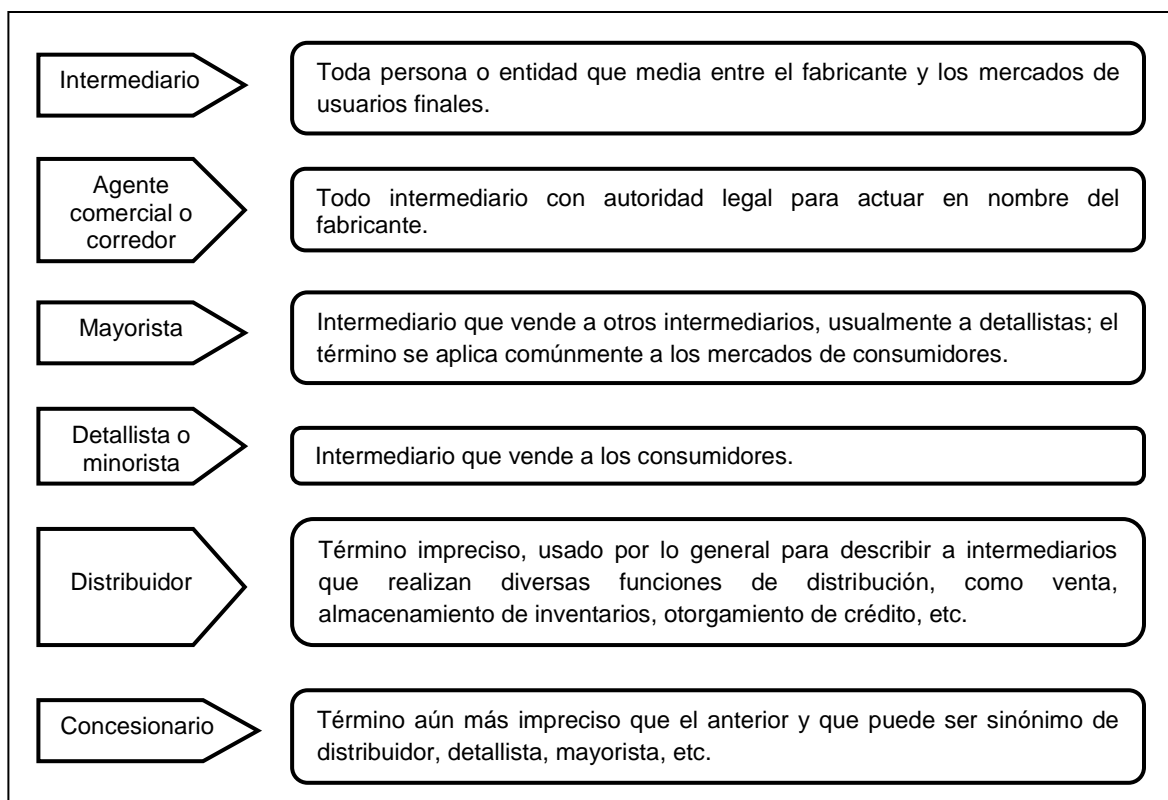 Intermediario
Toda persona o entidad que media entre el fabricante y los mercados de
usuarios finales.
Agente
comercial o
corredor
Todo intermediario con autoridad legal para actuar en nombre del
fabricante.
Mayorista
Intermediario que vende a otros intermediarios, usualmente a detallistas; el
término se aplica comúnmente a los mercados de consumidores.
Detallista o
minorista
Intermediario que vende a los consumidores.
Distribuidor
Término impreciso, usado por lo general para describir a intermediarios
que realizan diversas funciones de distribución, como venta,
almacenamiento de inventarios, otorgamiento de crédito, etc.
Concesionario
Término aún más impreciso que el anterior y que puede ser sinónimo de
distribuidor, detallista, mayorista, etc.